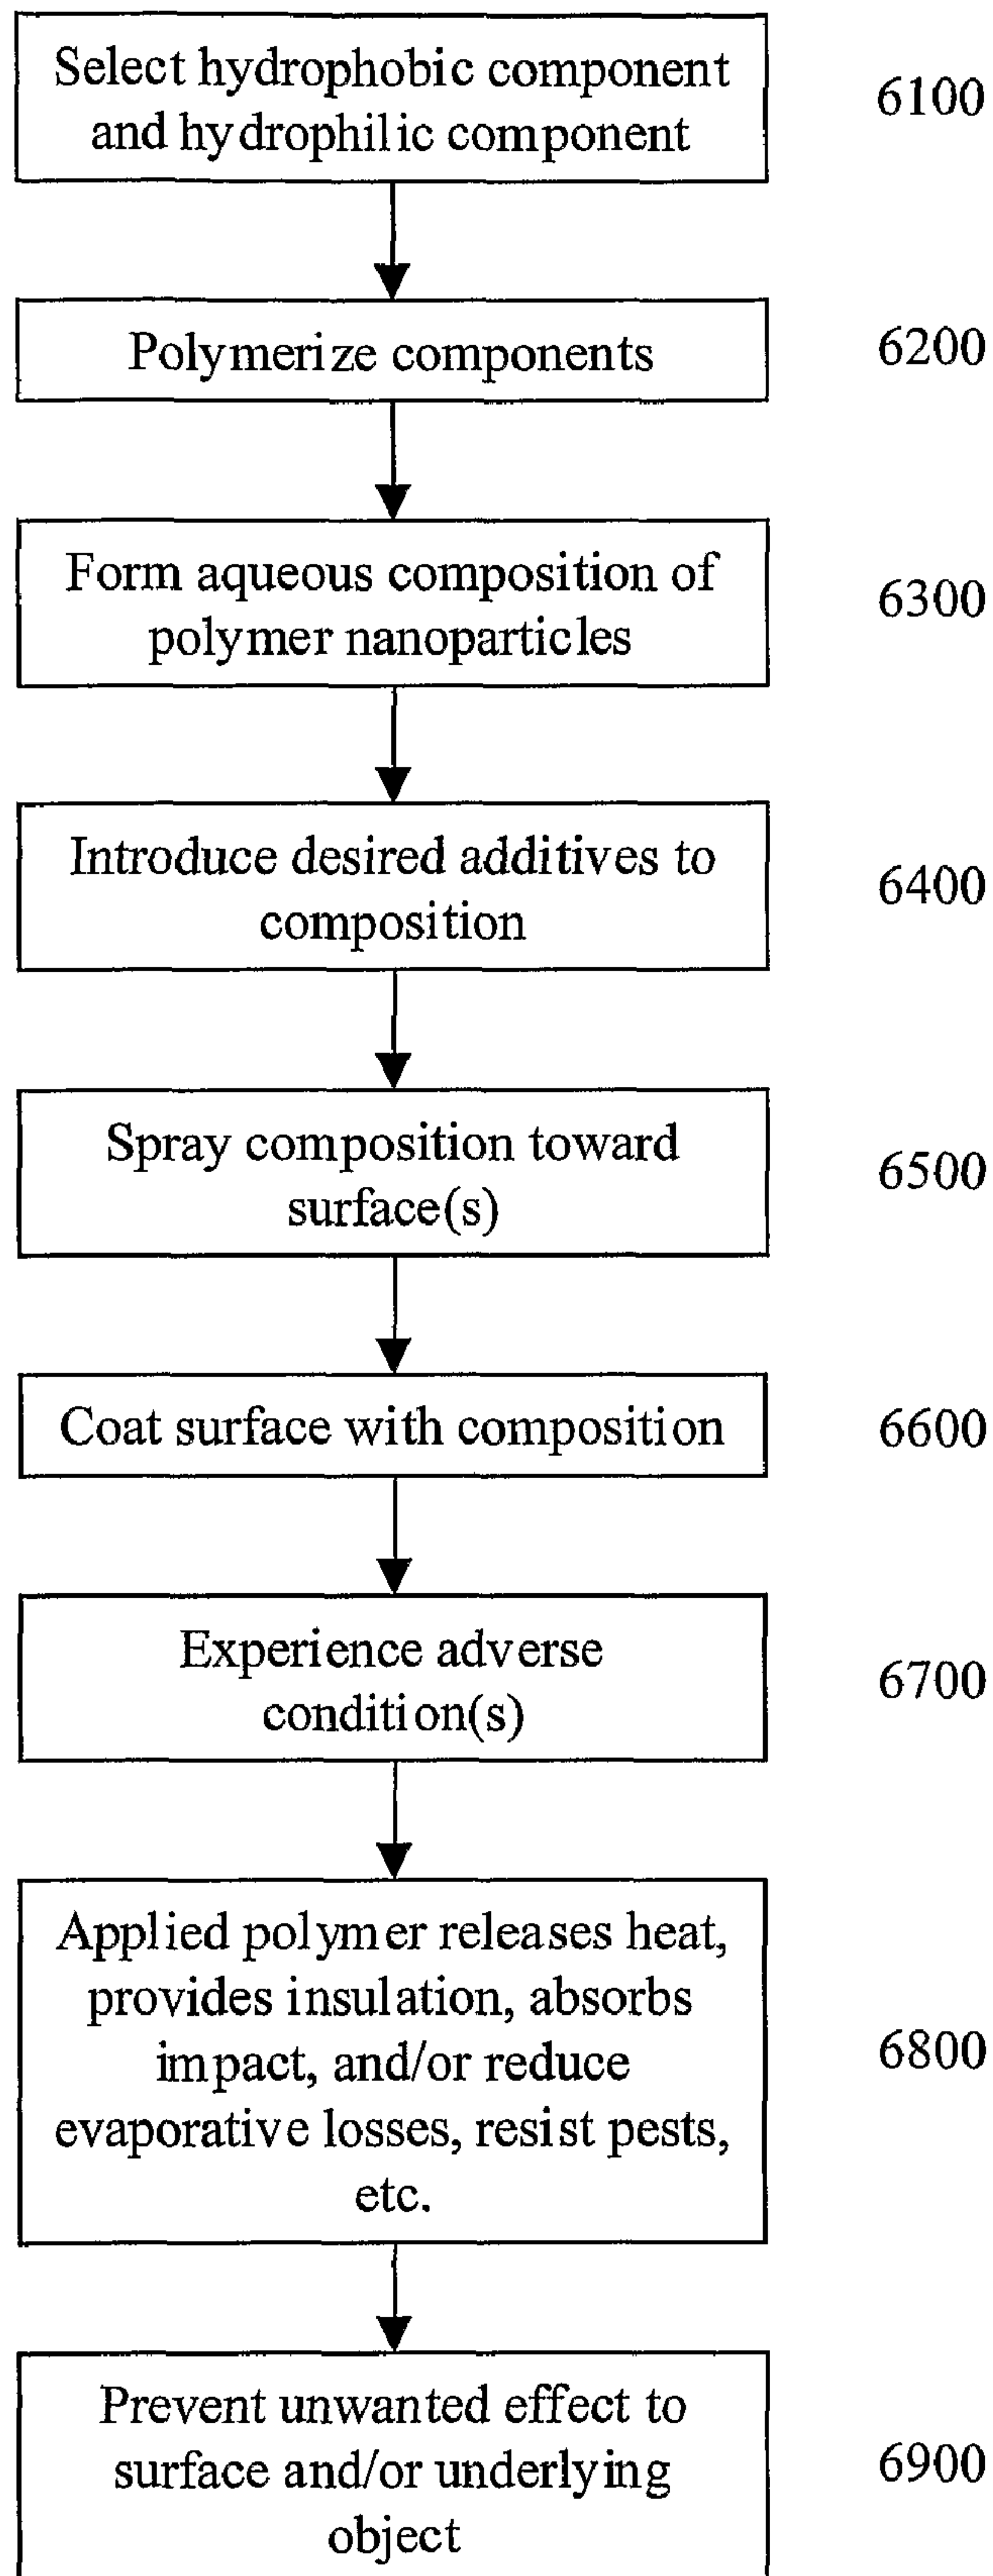 Select hydrophobic component
and hydrophilic component
6100
Polymerize components
6200
Form aqueous composition of
polymer nanoparticles
6300
Introduce desired additives to
composition
6400
Spray composition toward
surface(s)
6500
Coat surface with composition
6600
Experience adverse
condition(s)
6700
Applied polymer releases heat,
provides insulation, absorbs
impact, and/or reduce
evaporative losses, resist pests,
etc.
6800
Prevent unwanted effect to
surface and/or underlying
object
6900